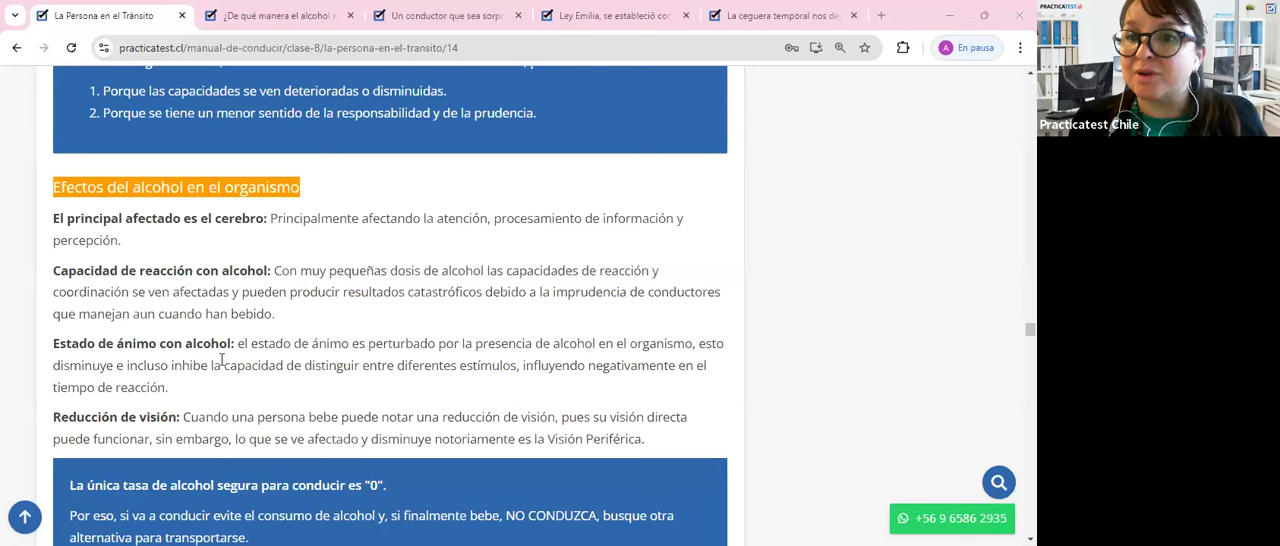 La Persona en el Tránsito
¿De qué manera el alcohol
Un conductor que sea sorpr
Ley Emilia, se estableció con
La ceguera temporal nos de
practicatest.cl/manual-de-conducir/clase-B/la-persona-en-el-transito/14
A En pausa
PRACTICATEST.cl
Practicatest Chile
1. Porque las capacidades se ven deterioradas o disminuidas.
2. Porque se tiene un menor sentido de la responsabilidad y de la prudencia.
Efectos del alcohol en el organismo
El principal afectado es el cerebro: Principalmente afectando la atención, procesamiento de información y
percepción.
Capacidad de reacción con alcohol: Con muy pequeñas dosis de alcohol las capacidades de reacción y
coordinación se ven afectadas y pueden producir resultados catastróficos debido a la imprudencia de conductores
que manejan aun cuando han bebido.
Estado de ánimo con alcohol: el estado de ánimo es perturbado por la presencia de alcohol en el organismo, esto
disminuye e incluso inhibe la capacidad de distinguir entre diferentes estímulos, influyendo negativamente en el
tiempo de reacción.
Reducción de visión: Cuando una persona bebe puede notar una reducción de visión, pues su visión directa
puede funcionar, sin embargo, lo que se ve afectado y disminuye notoriamente es la Visión Periférica.
La única tasa de alcohol segura para conducir es "0".
Por eso, si va a conducir evite el consumo de alcohol y, si finalmente bebe, NO CONDUZCA, busque otra
alternativa para transportarse.
+56 9 6586 2935